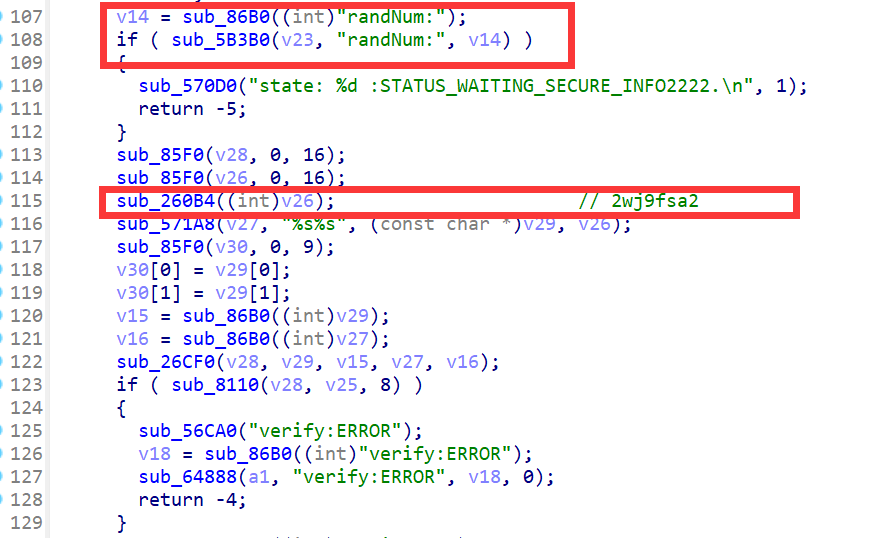 107 v14 = sub_86B0((int)"randNum:");
108 if ( sub_5B3B0(v23, "randNum:", v14) )
109 {
110 sub_570D0("state: %d :STATUS_WAITING_SECURE_INFO2222.\n", 1);
111 return -5;
112 }
113 sub_85F0(v28, 0, 16);
114 sub_85F0(v26, 0, 16);
115 sub_260B4((int)v26); // 2wj9fsa2
116 sub_571A8(v27, "%s%s", (const char *)v29, v26);
117 sub_85F0(v30, 0, 9);
118 v30[0] = v29[0];
119 v30[1] = v29[1];
120 v15 = sub_86B0((int)v29);
121 v16 = sub_86B0((int)v27);
122 sub_26CF0(v28, v29, v15, v27, v16);
123 if ( sub_8110(v28, v25, 8) )
124 {
125 sub_56CA0("verify:ERROR");
126 v18 = sub_86B0((int)"verify:ERROR");
127 sub_64888(a1, "verify:ERROR", v18, 0);
128 return -4;
129 }